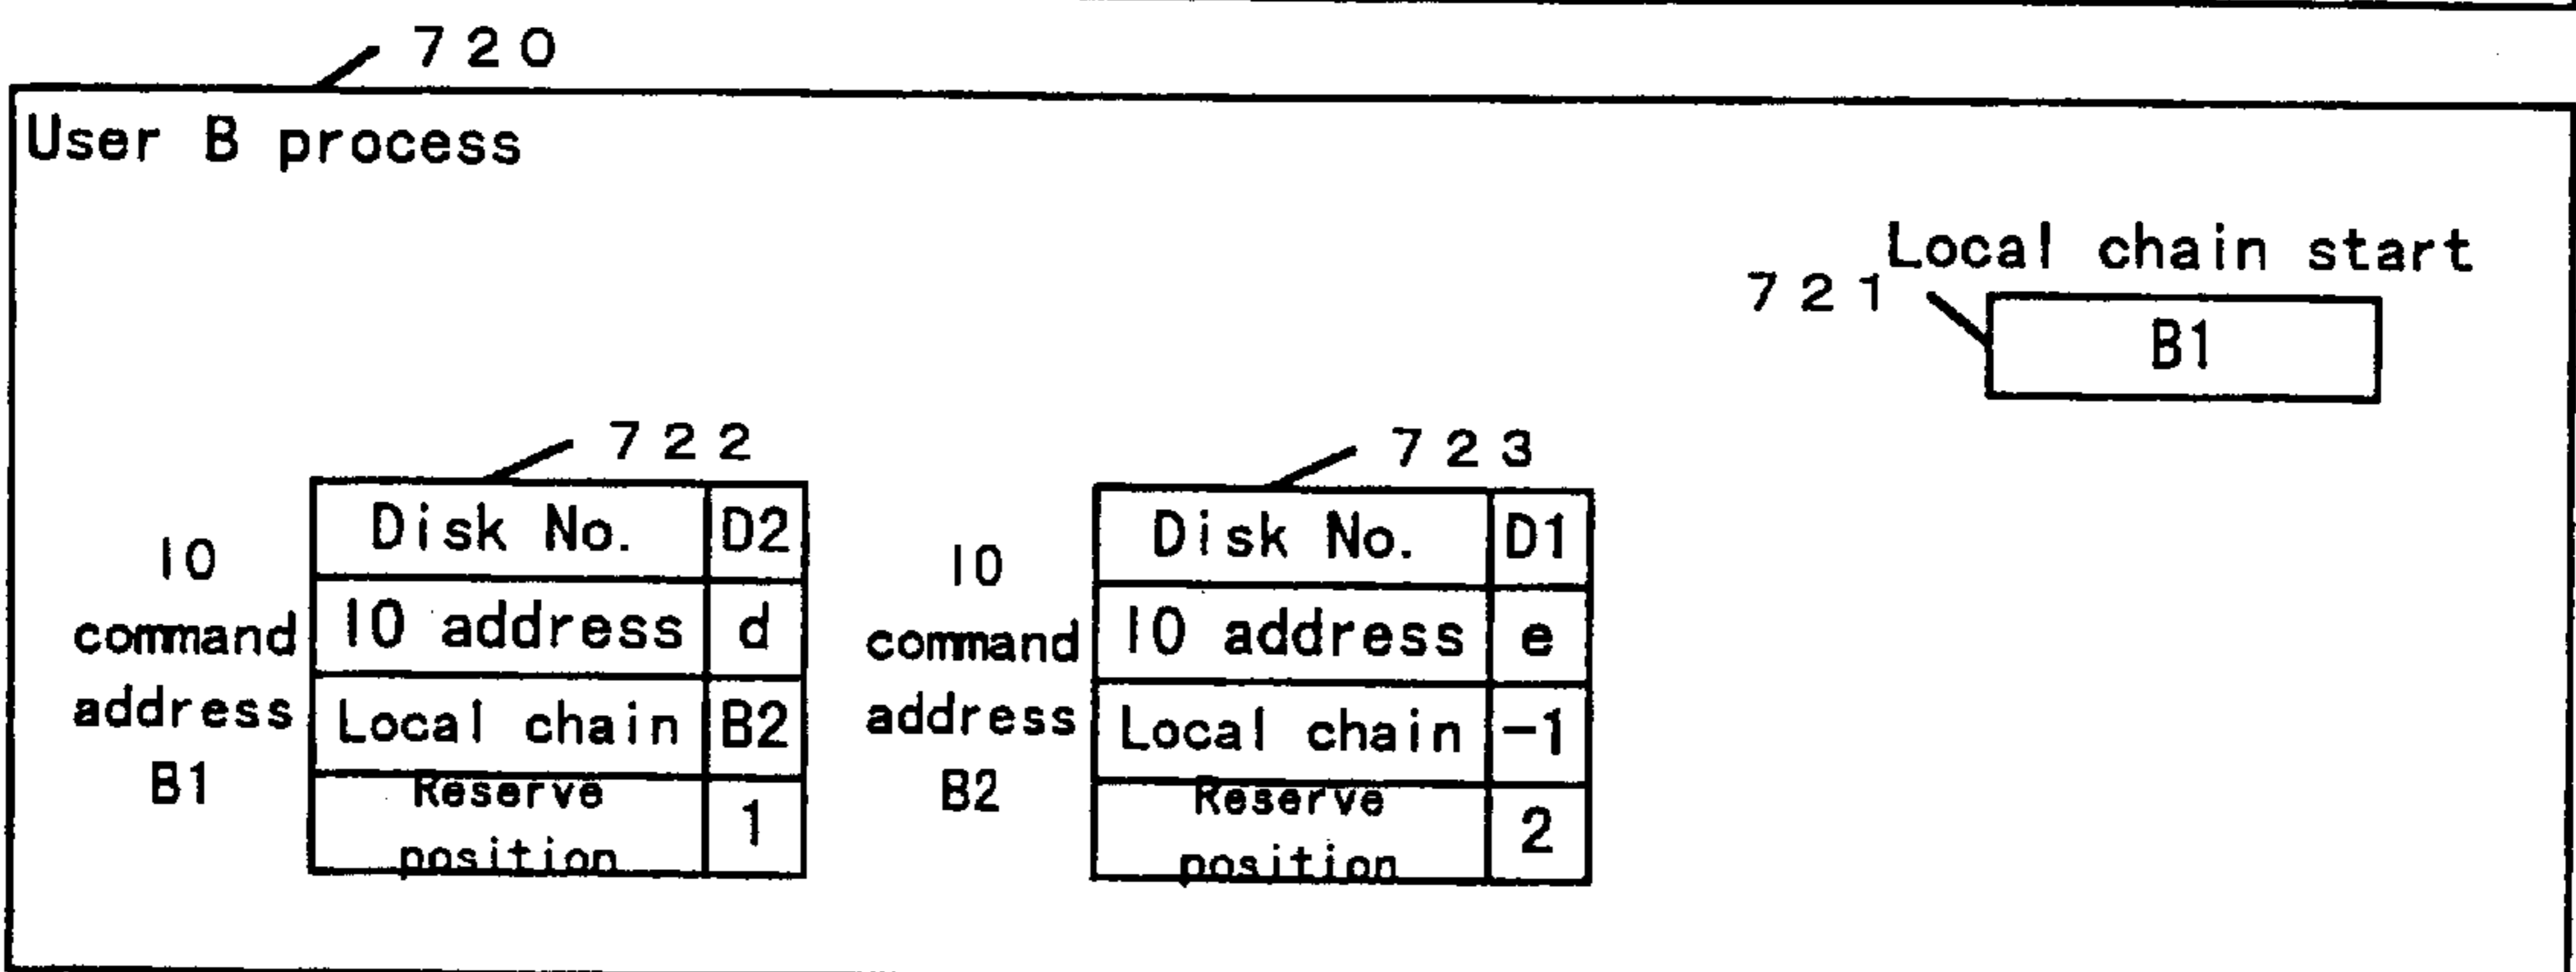 720
User B process
Local chain start
721
B1
722
723
IO
command
address
B1
Disk No. D2
IO address d
Local chain B2
Reserve
position
1
IO
command
address
B2
Disk No. D1
IO address e
Local chain -1
Reserve
position
2